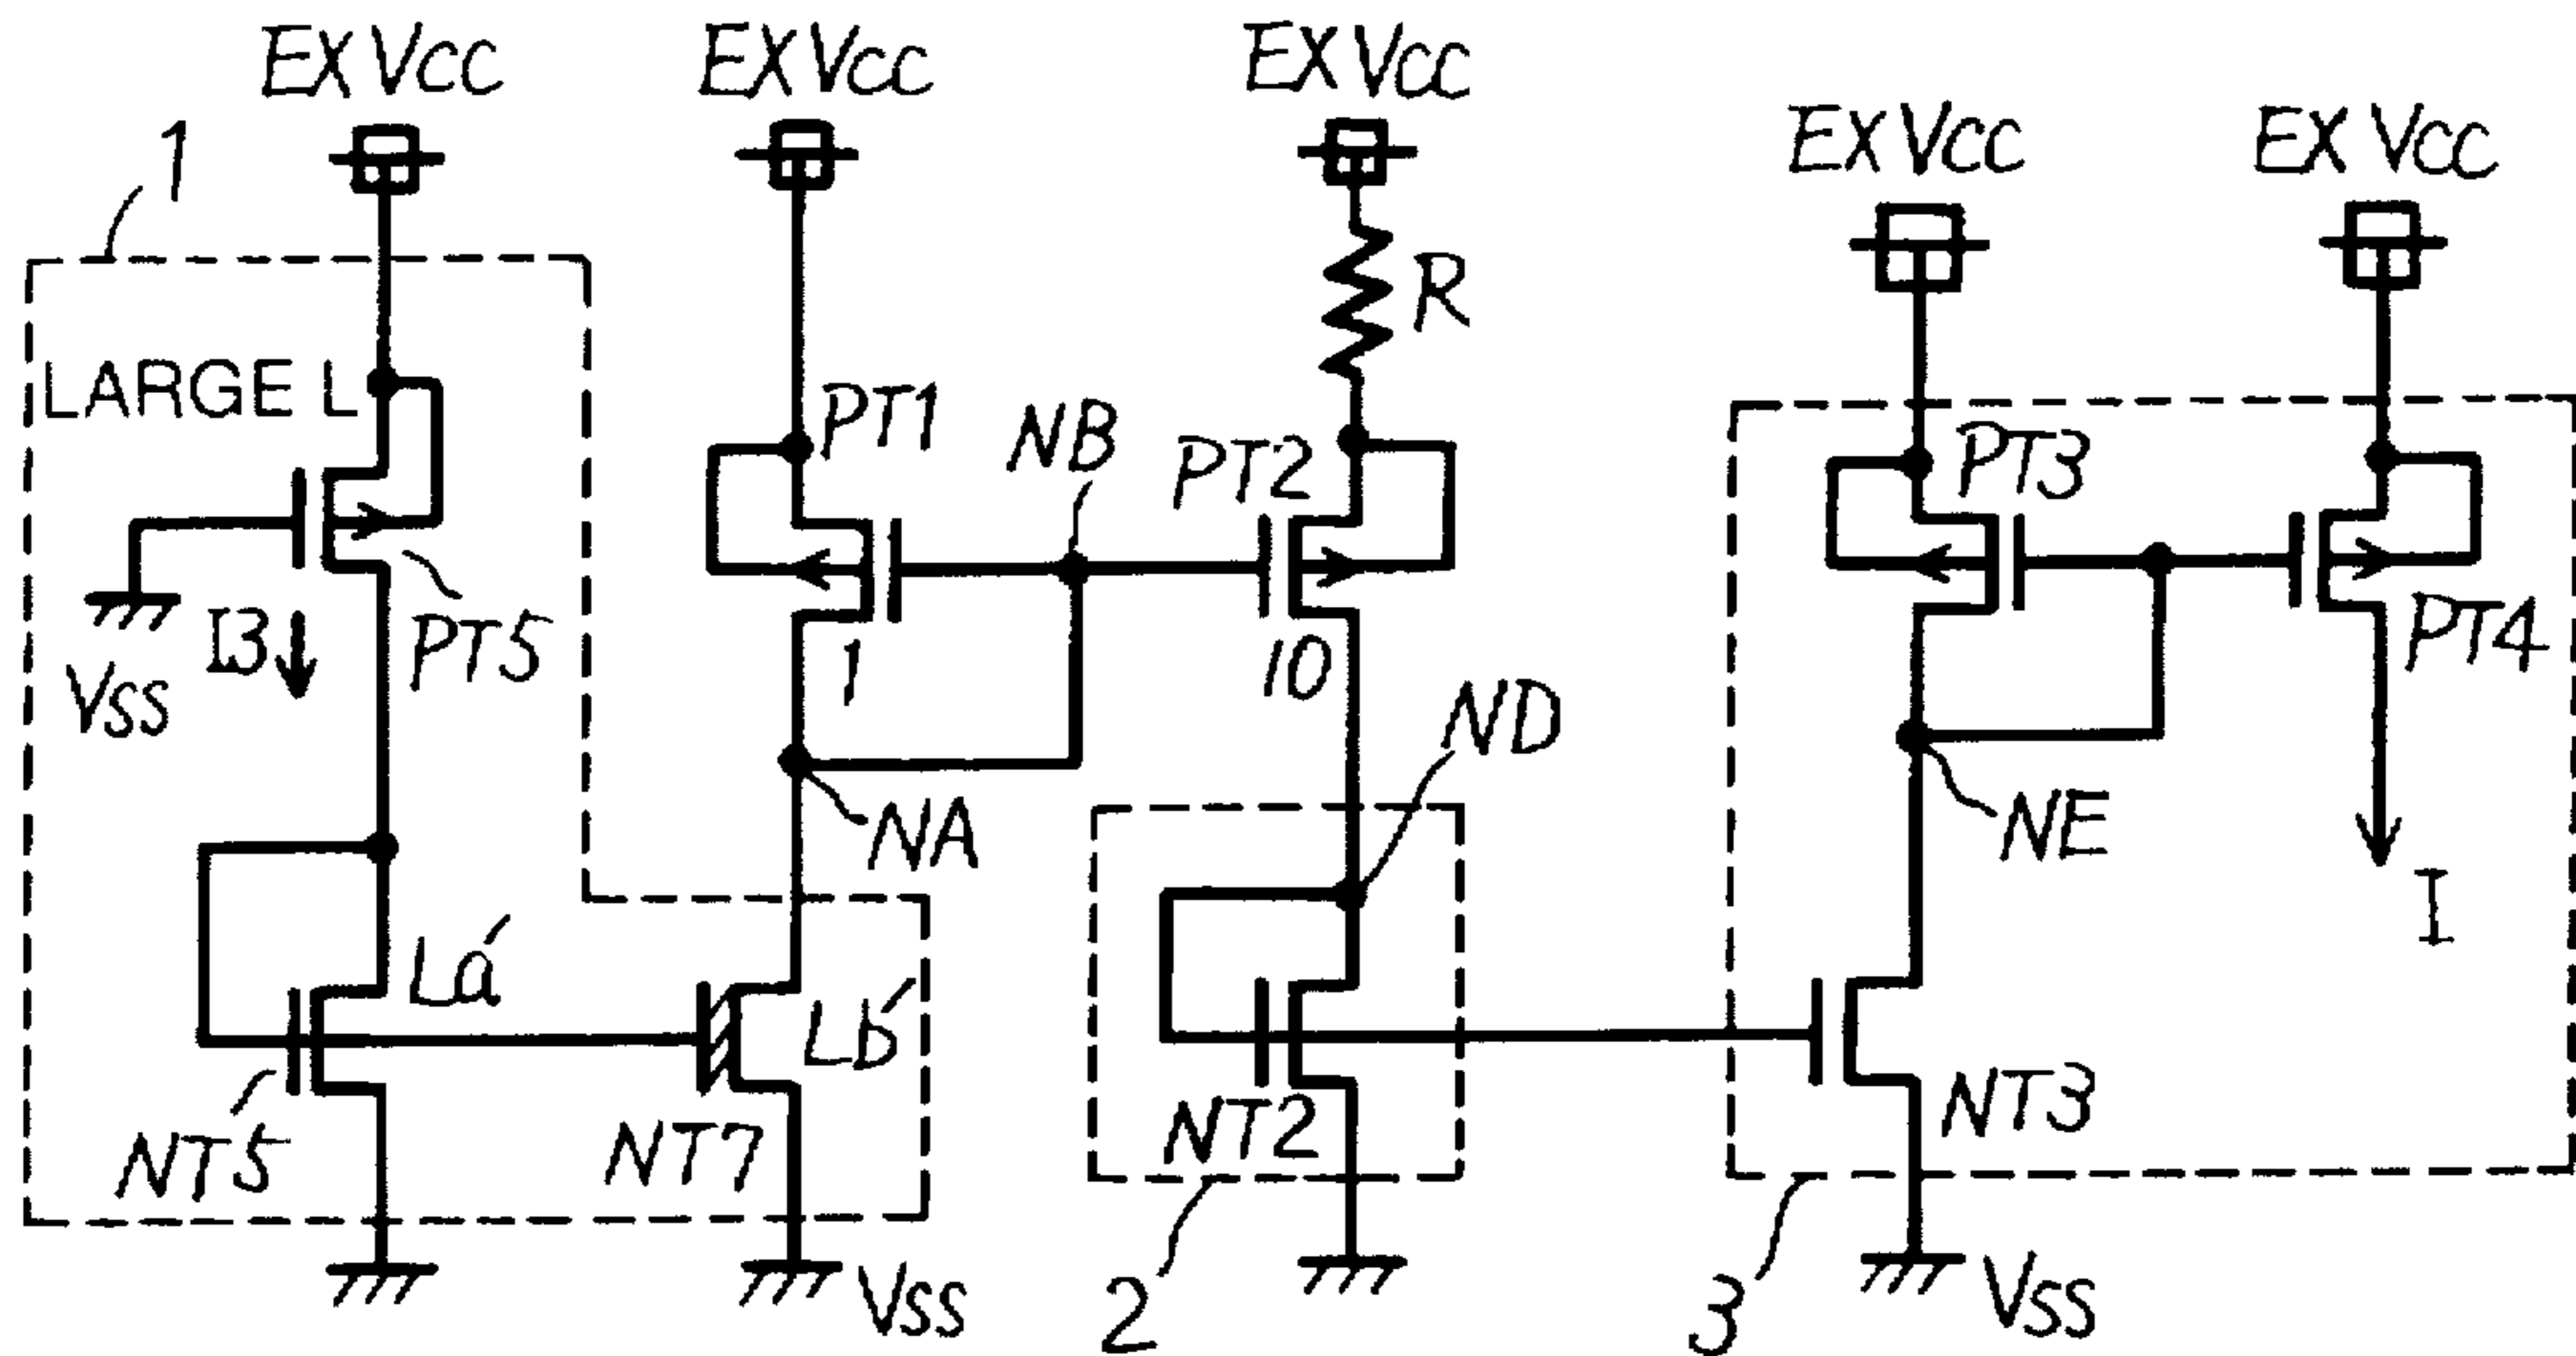 EX VCC
EX VCC
EX VCC
EX VCC
EX VCC
1
R
LARGE L
PT1
NB
PT2
PT3
I3
PT5
1
10
PT4
VSS
ND
NA
NE
I
La'
Lb'
NT5
NT7
NT2
NT3
VSS
2
3
VSS